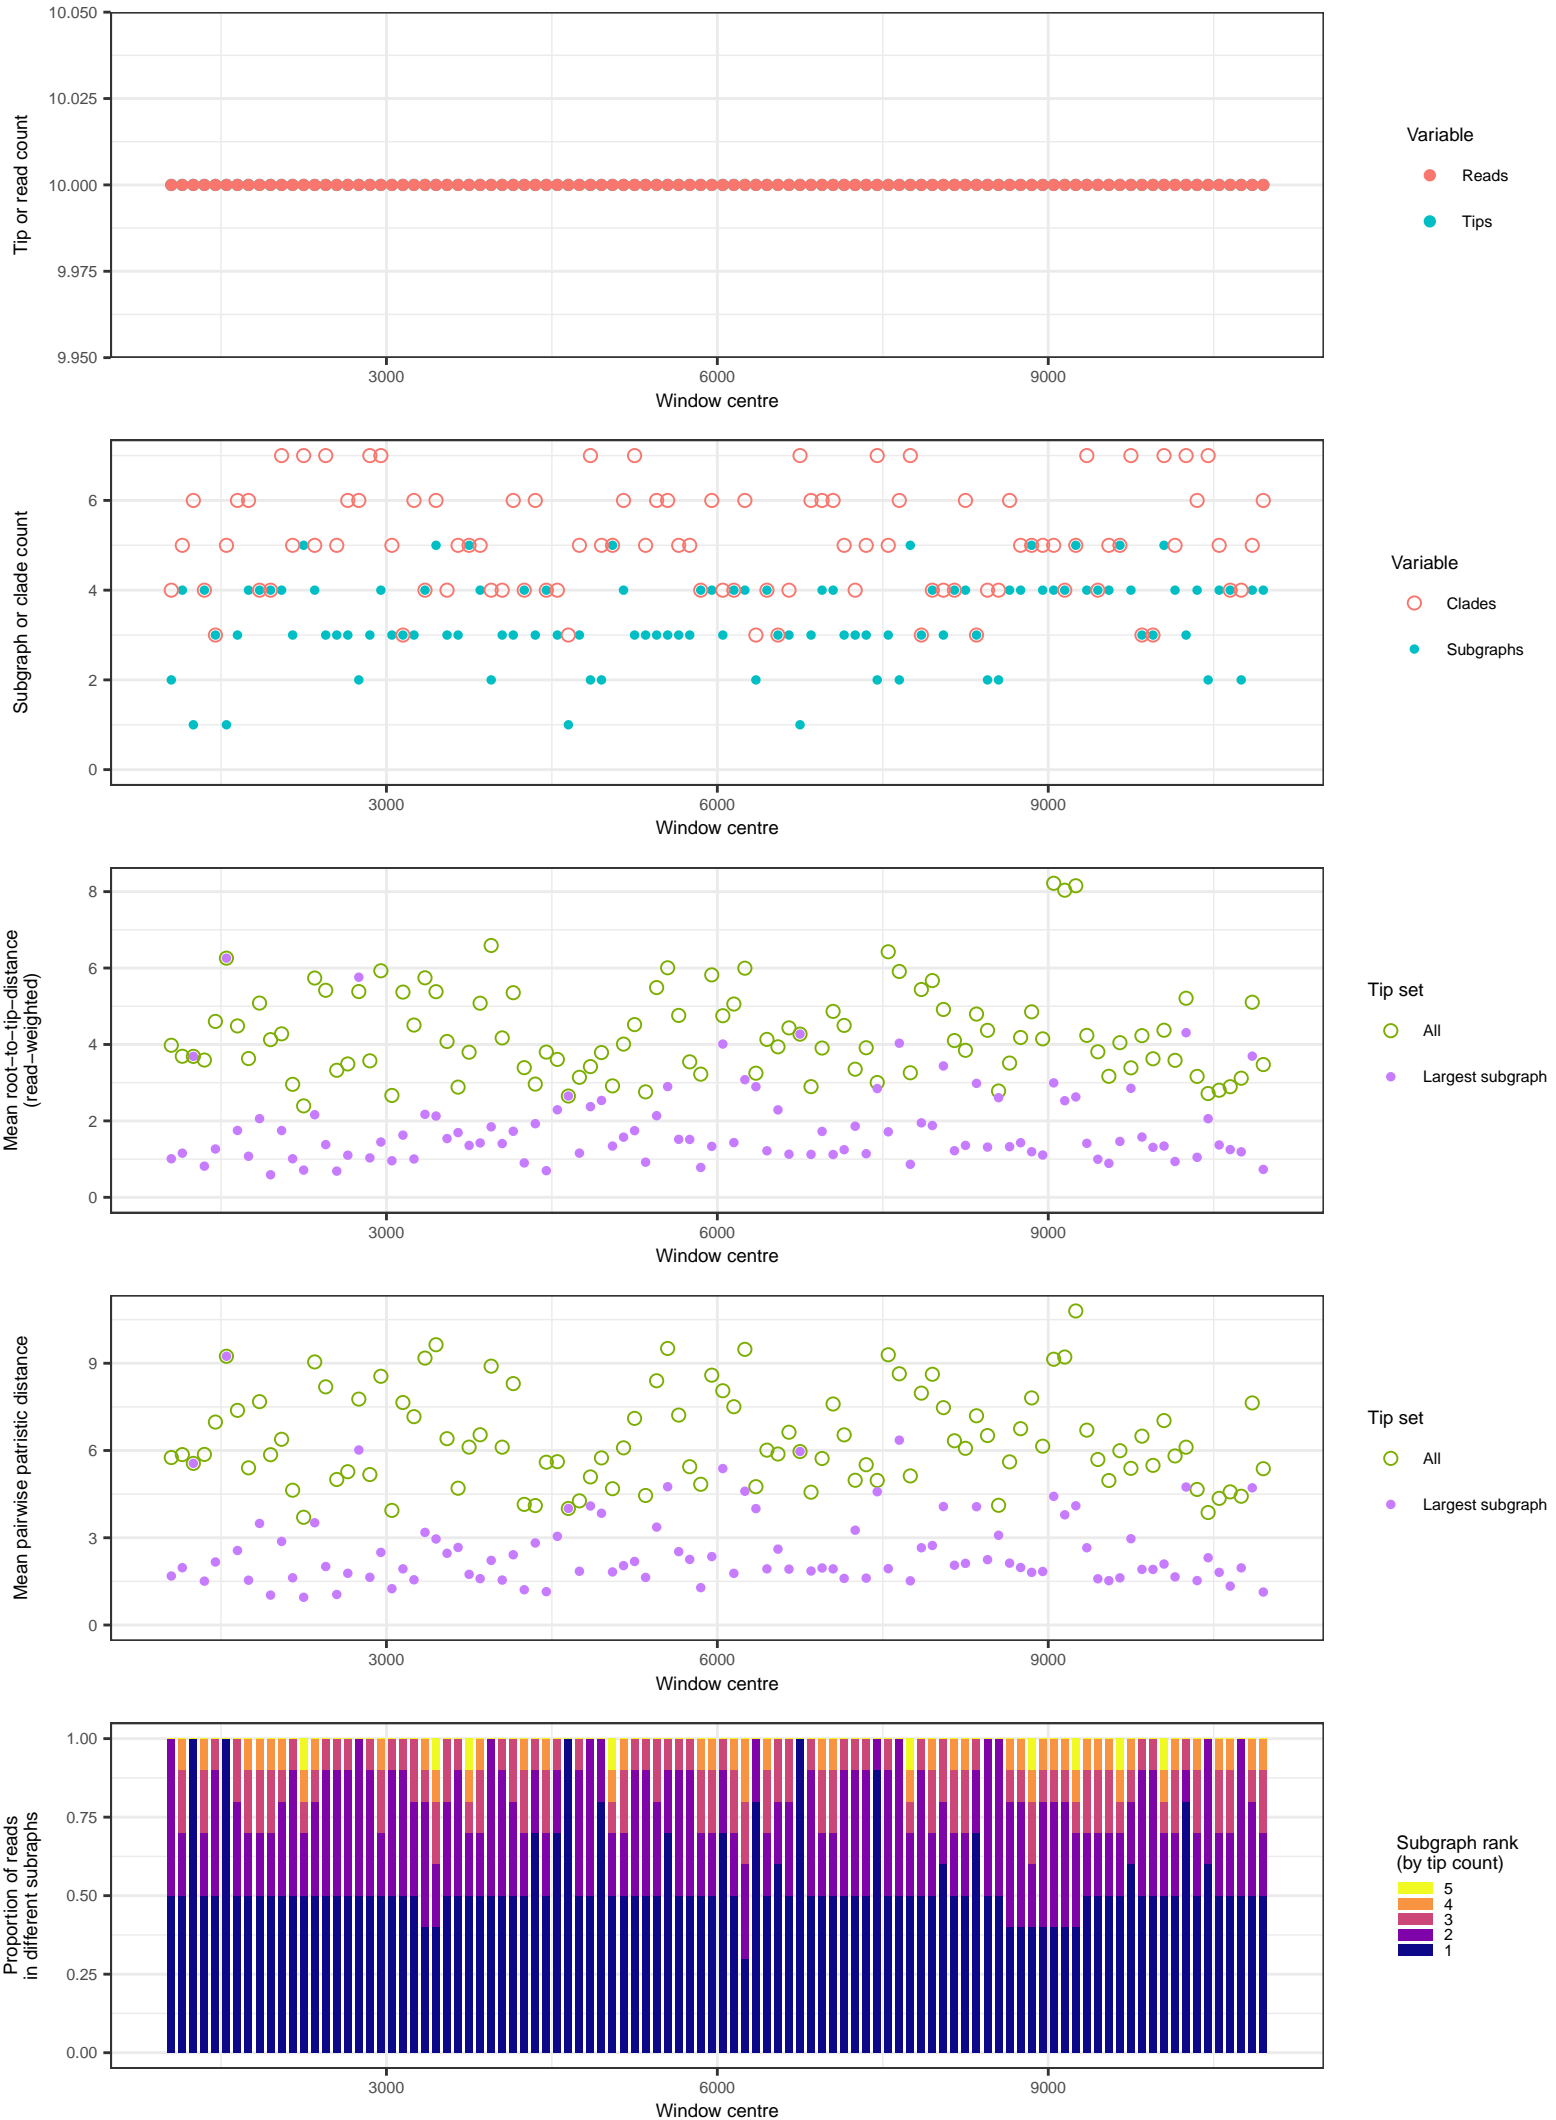 10.050
10.025
10.000
9.975
9.950
Tip or read count
3000 6000 9000
Window centre
Variable
Reads
Tips
6
4
2
0
Subgraph or clade count
3000 6000 9000
Window centre
Variable
Clades
Subgraphs
8
6
4
2
0
Mean root−to−tip−distance
(read−weighted)
3000 6000 9000
Window centre
Tip set
All
Largest subgraph
9
6
3
0
Mean pairwise patristic distance
3000 6000 9000
Window centre
Tip set
All
Largest subgraph
1.00
0.75
0.50
0.25
0.00
Proportion of reads
in different subgraphs
3000 6000 9000
Window centre
Subgraph rank
(by tip count)
5
4
3
2
1